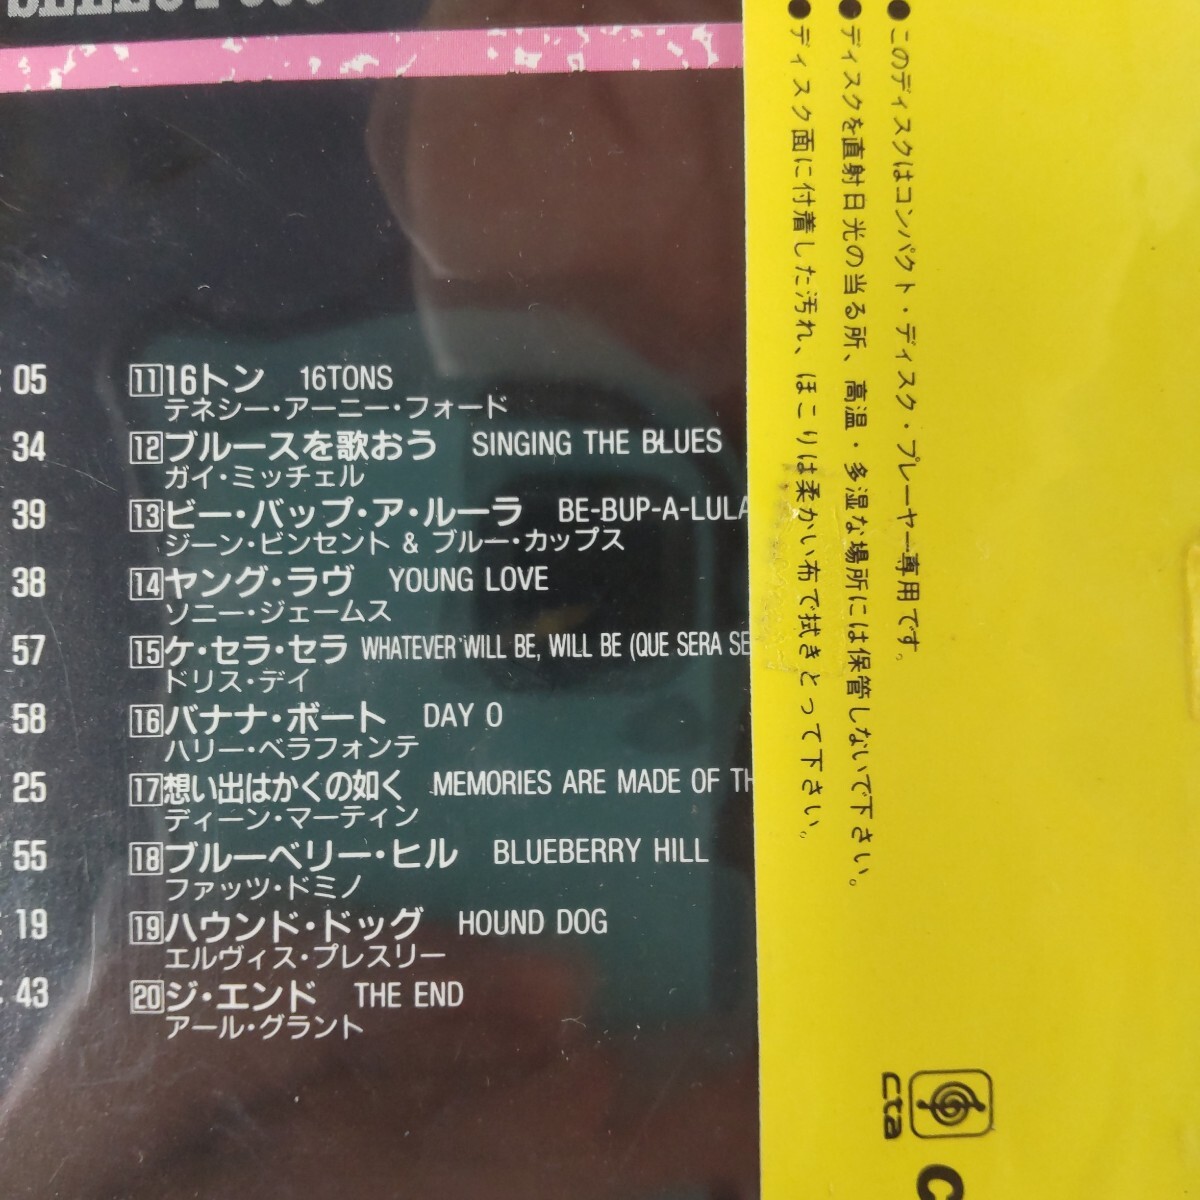 : 05
34
39
38
57
58
: 25
: 55
: 19
: 43
11 16トン 16TONS
テネシー・アーニー・フォード
12 ブルースを歌おう SINGING THE BLUES
ガイ・ミッチェル
13 ビー・バップ・ア・ルーラ BE-BUP-A-LULA
ジーン・ビンセント & ブルー・カップス
14 ヤング・ラヴ YOUNG LOVE
ソニー・ジェームス
15 ケ・セラ・セラ WHATEVER WILL BE, WILL BE (QUE SERA SE
ドリス・デイ
16 バナナ・ボート DAY O
ハリー・ベラフォンテ
17 想い出はかくの如く MEMORIES ARE MADE OF TH
ディーン・マーティン
18 ブルーベリー・ヒル BLUEBERRY HILL
ファッツ・ドミノ
19 ハウンド・ドッグ HOUND DOG
エルヴィス・プレスリー
20 ジ・エンド THE END
アール・グラント
●このディスクはコンパクト・ディスク・プレーヤー専用です。
●ディスクを直射日光の当る所、高温・多湿な場所には保管しないで下さい。
●ディスク面に付着した汚れ、ほこりは柔かい布で拭きとって下さい。
cta
C